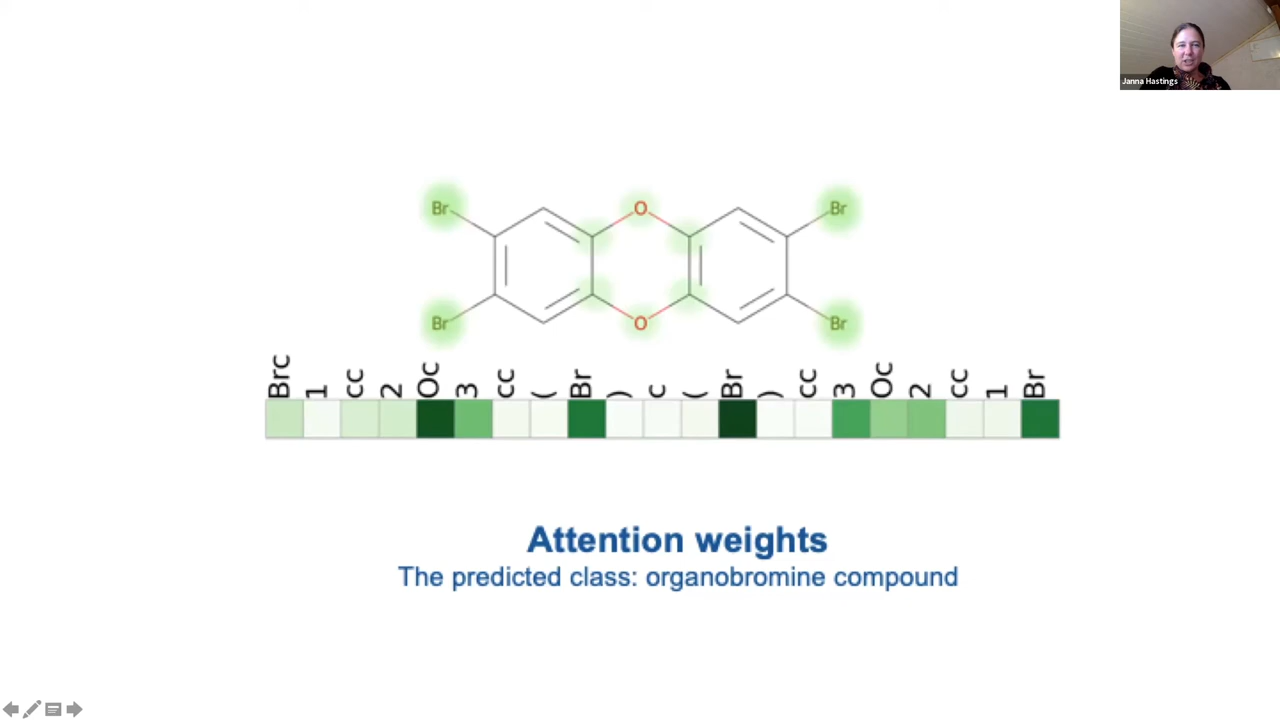 Janna Hastings
Br O Br
Br O Br
Brc 1 cc 2 Oc 3 cc ( Br ) c ( Br ) cc 3 Oc 2 cc 1 Br
Attention weights
The predicted class: organobromine compound